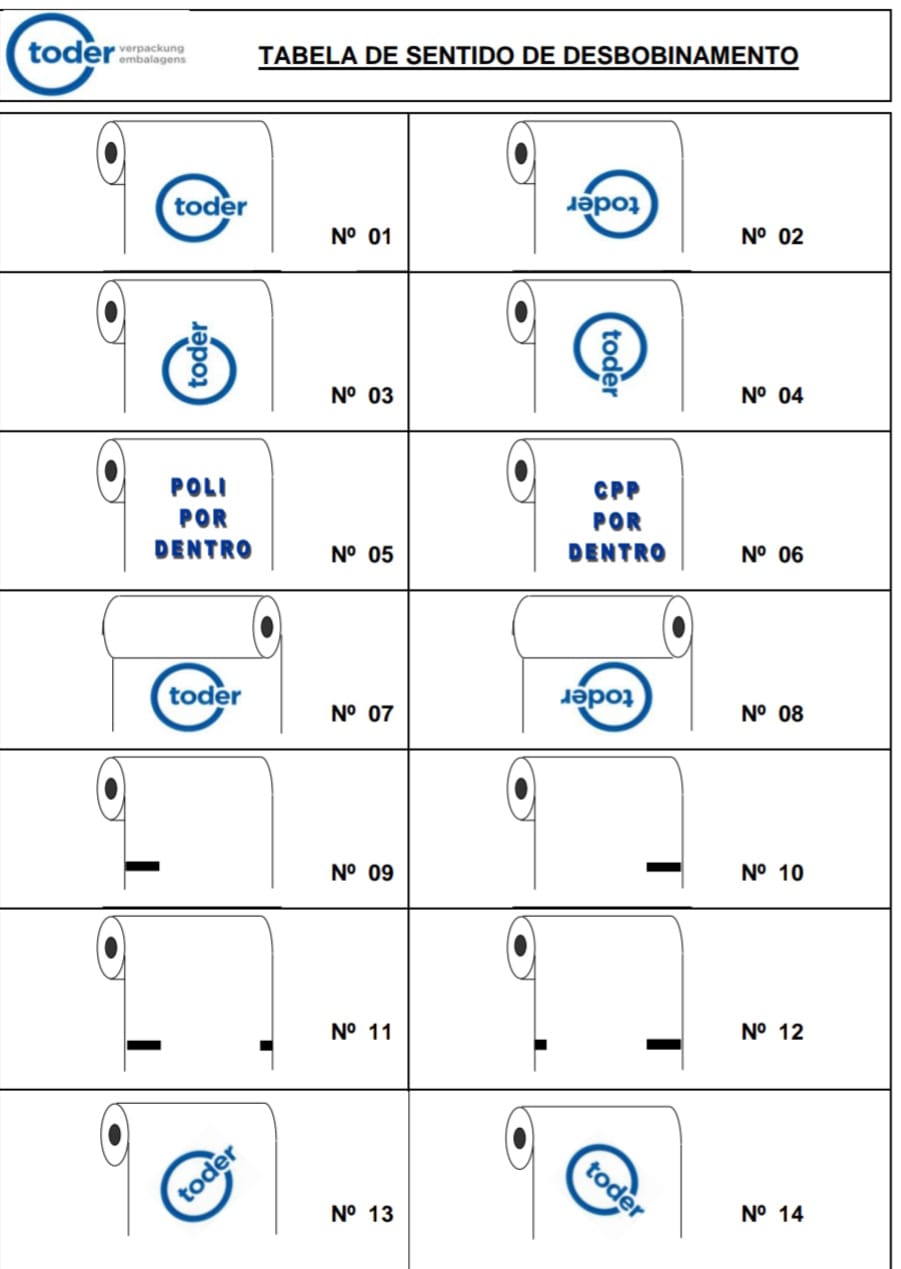 toder verpackung embalagens
TABELA DE SENTIDO DE DESBOBINAMENTO
toder
Nº 01
toder
Nº 02
toder
Nº 03
toder
Nº 04
POLI
POR
DENTRO
Nº 05
CPP
POR
DENTRO
Nº 06
toder
Nº 07
toder
Nº 08
Nº 09
Nº 10
Nº 11
Nº 12
toder
Nº 13
toder
Nº 14